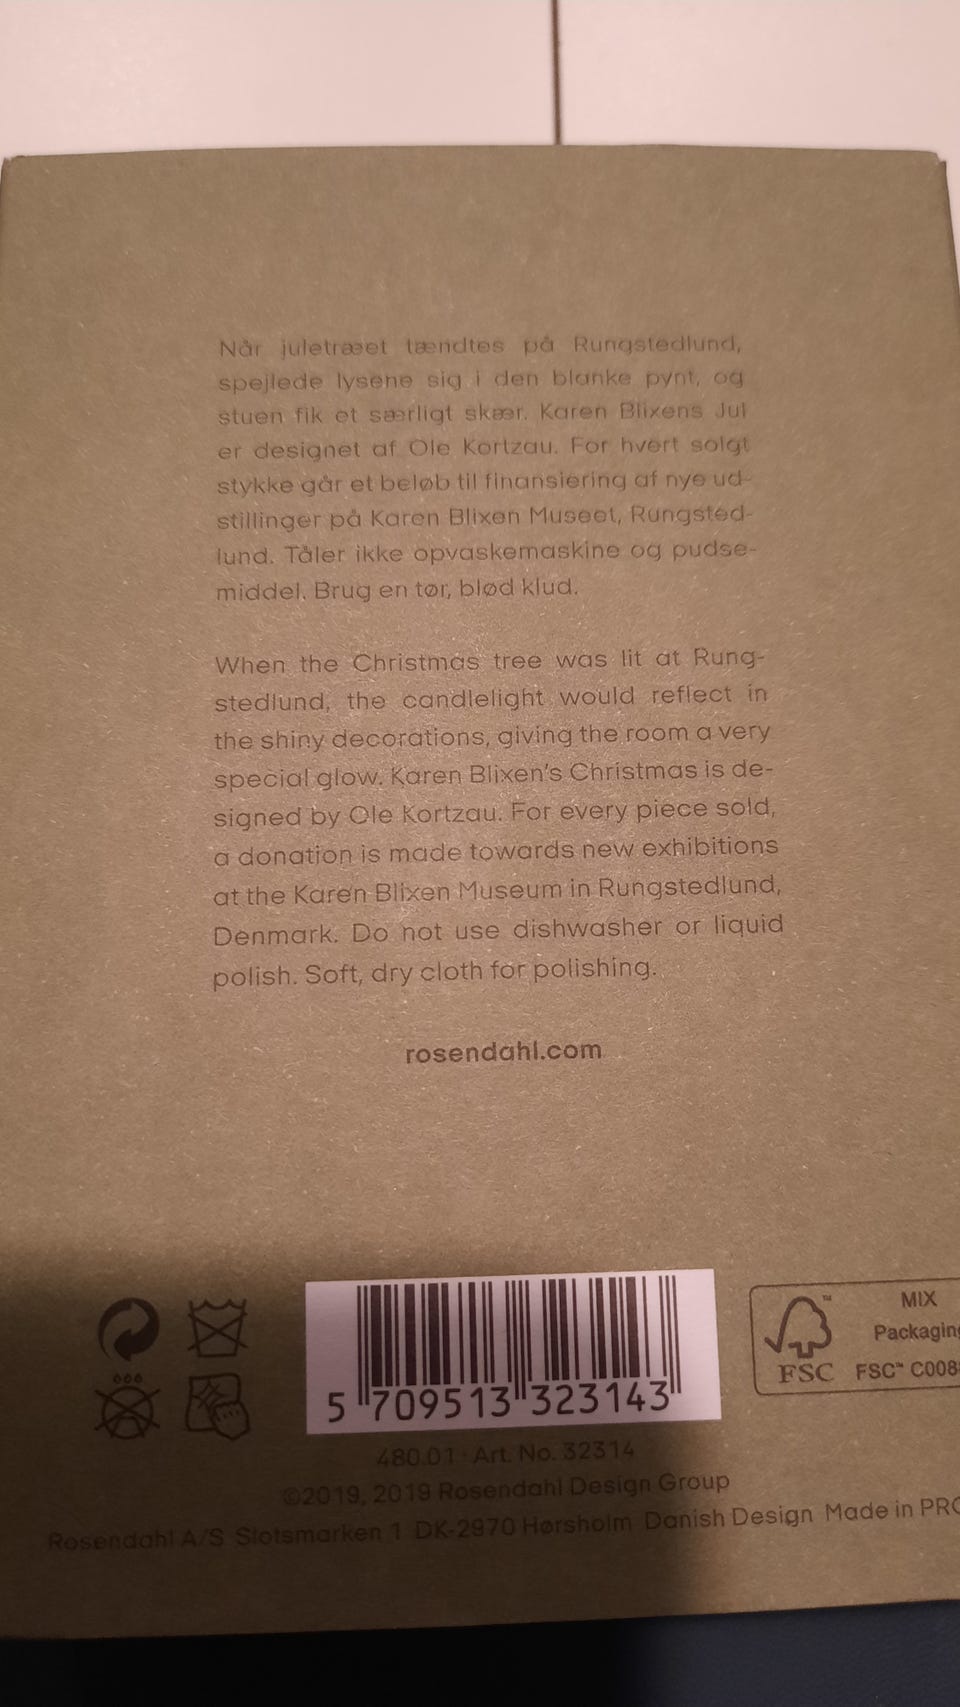 Når juletræet tændtes på Rungstedlund,
spejlede lysene sig i den blanke pynt, og
stuen fik et særligt skær. Karen Blixens Jul
er designet af Ole Kortzau. For hvert solgt
stykke går et beløb til finansiering af nye ud-
stillinger på Karen Blixen Museet, Rungsted-
lund. Tåler ikke opvaskemaskine og pudse-
middel. Brug en tør, blød klud.
When the Christmas tree was lit at Rung-
stedlund, the candlelight would reflect in
the shiny decorations, giving the room a very
special glow. Karen Blixen's Christmas is de-
signed by Ole Kortzau. For every piece sold,
a donation is made towards new exhibitions
at the Karen Blixen Museum in Rungstedlund,
Denmark. Do not use dishwasher or liquid
polish. Soft, dry cloth for polishing.
rosendahl.com
MIX
Packaging
FSC™ C008
FSC
5 709513 323143
480.01 · Art. No. 32314
©2019, 2019 Rosendahl Design Group
Rosendahl A/S Slotsmarken 1 DK-2970 Hørsholm Danish Design Made in PRC